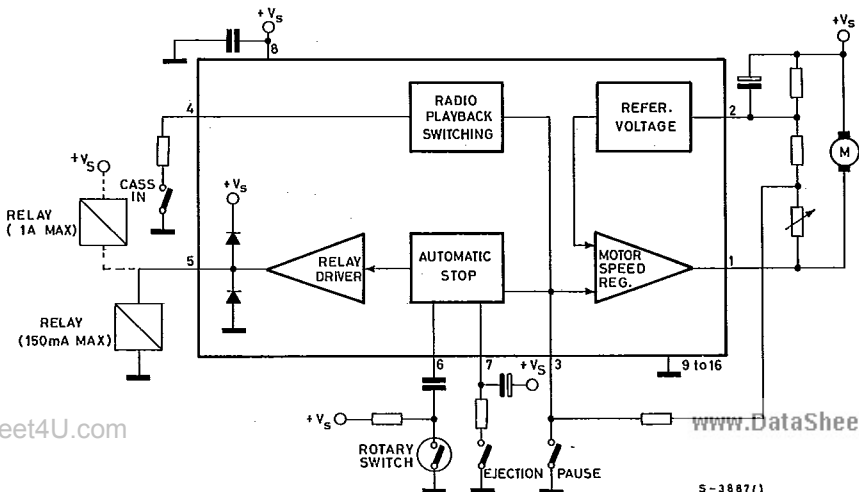 +Vs
+Vs
8
4
RADIO
PLAYBACK
SWITCHING
REFER.
VOLTAGE
2
M
+Vs
CASS
IN
RELAY
( 1A MAX)
+Vs
5
RELAY
DRIVER
AUTOMATIC
STOP
MOTOR
SPEED
REG.
1
RELAY
(150mA MAX)
6
7
3
9 to 16
+Vs
+Vs
eet4U.com
www.DataShee
ROTARY
SWITCH
EJECTION
PAUSE
S-3887/1